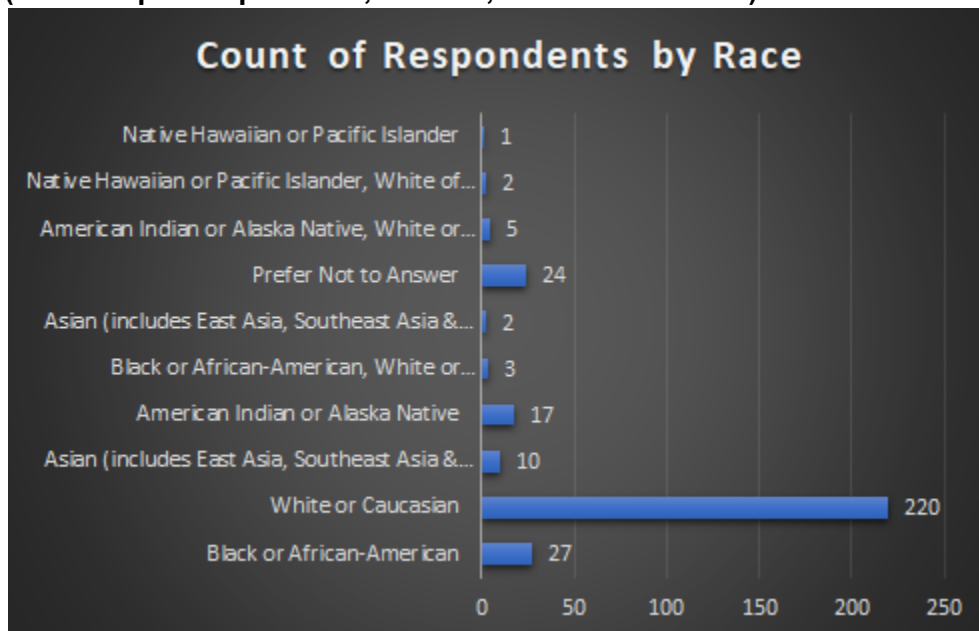 Count of Respondents by Race
Native Hawaiian or Pacific Islander 1
Native Hawaiian or Pacific Islander, White of... 2
American Indian or Alaska Native, White or... 5
Prefer Not to Answer 24
Asian (includes East Asia, Southeast Asia &... 2
Black or African-American, White or... 3
American Indian or Alaska Native 17
Asian (includes East Asia, Southeast Asia &... 10
White or Caucasian 220
Black or African-American 27
0 50 100 150 200 250